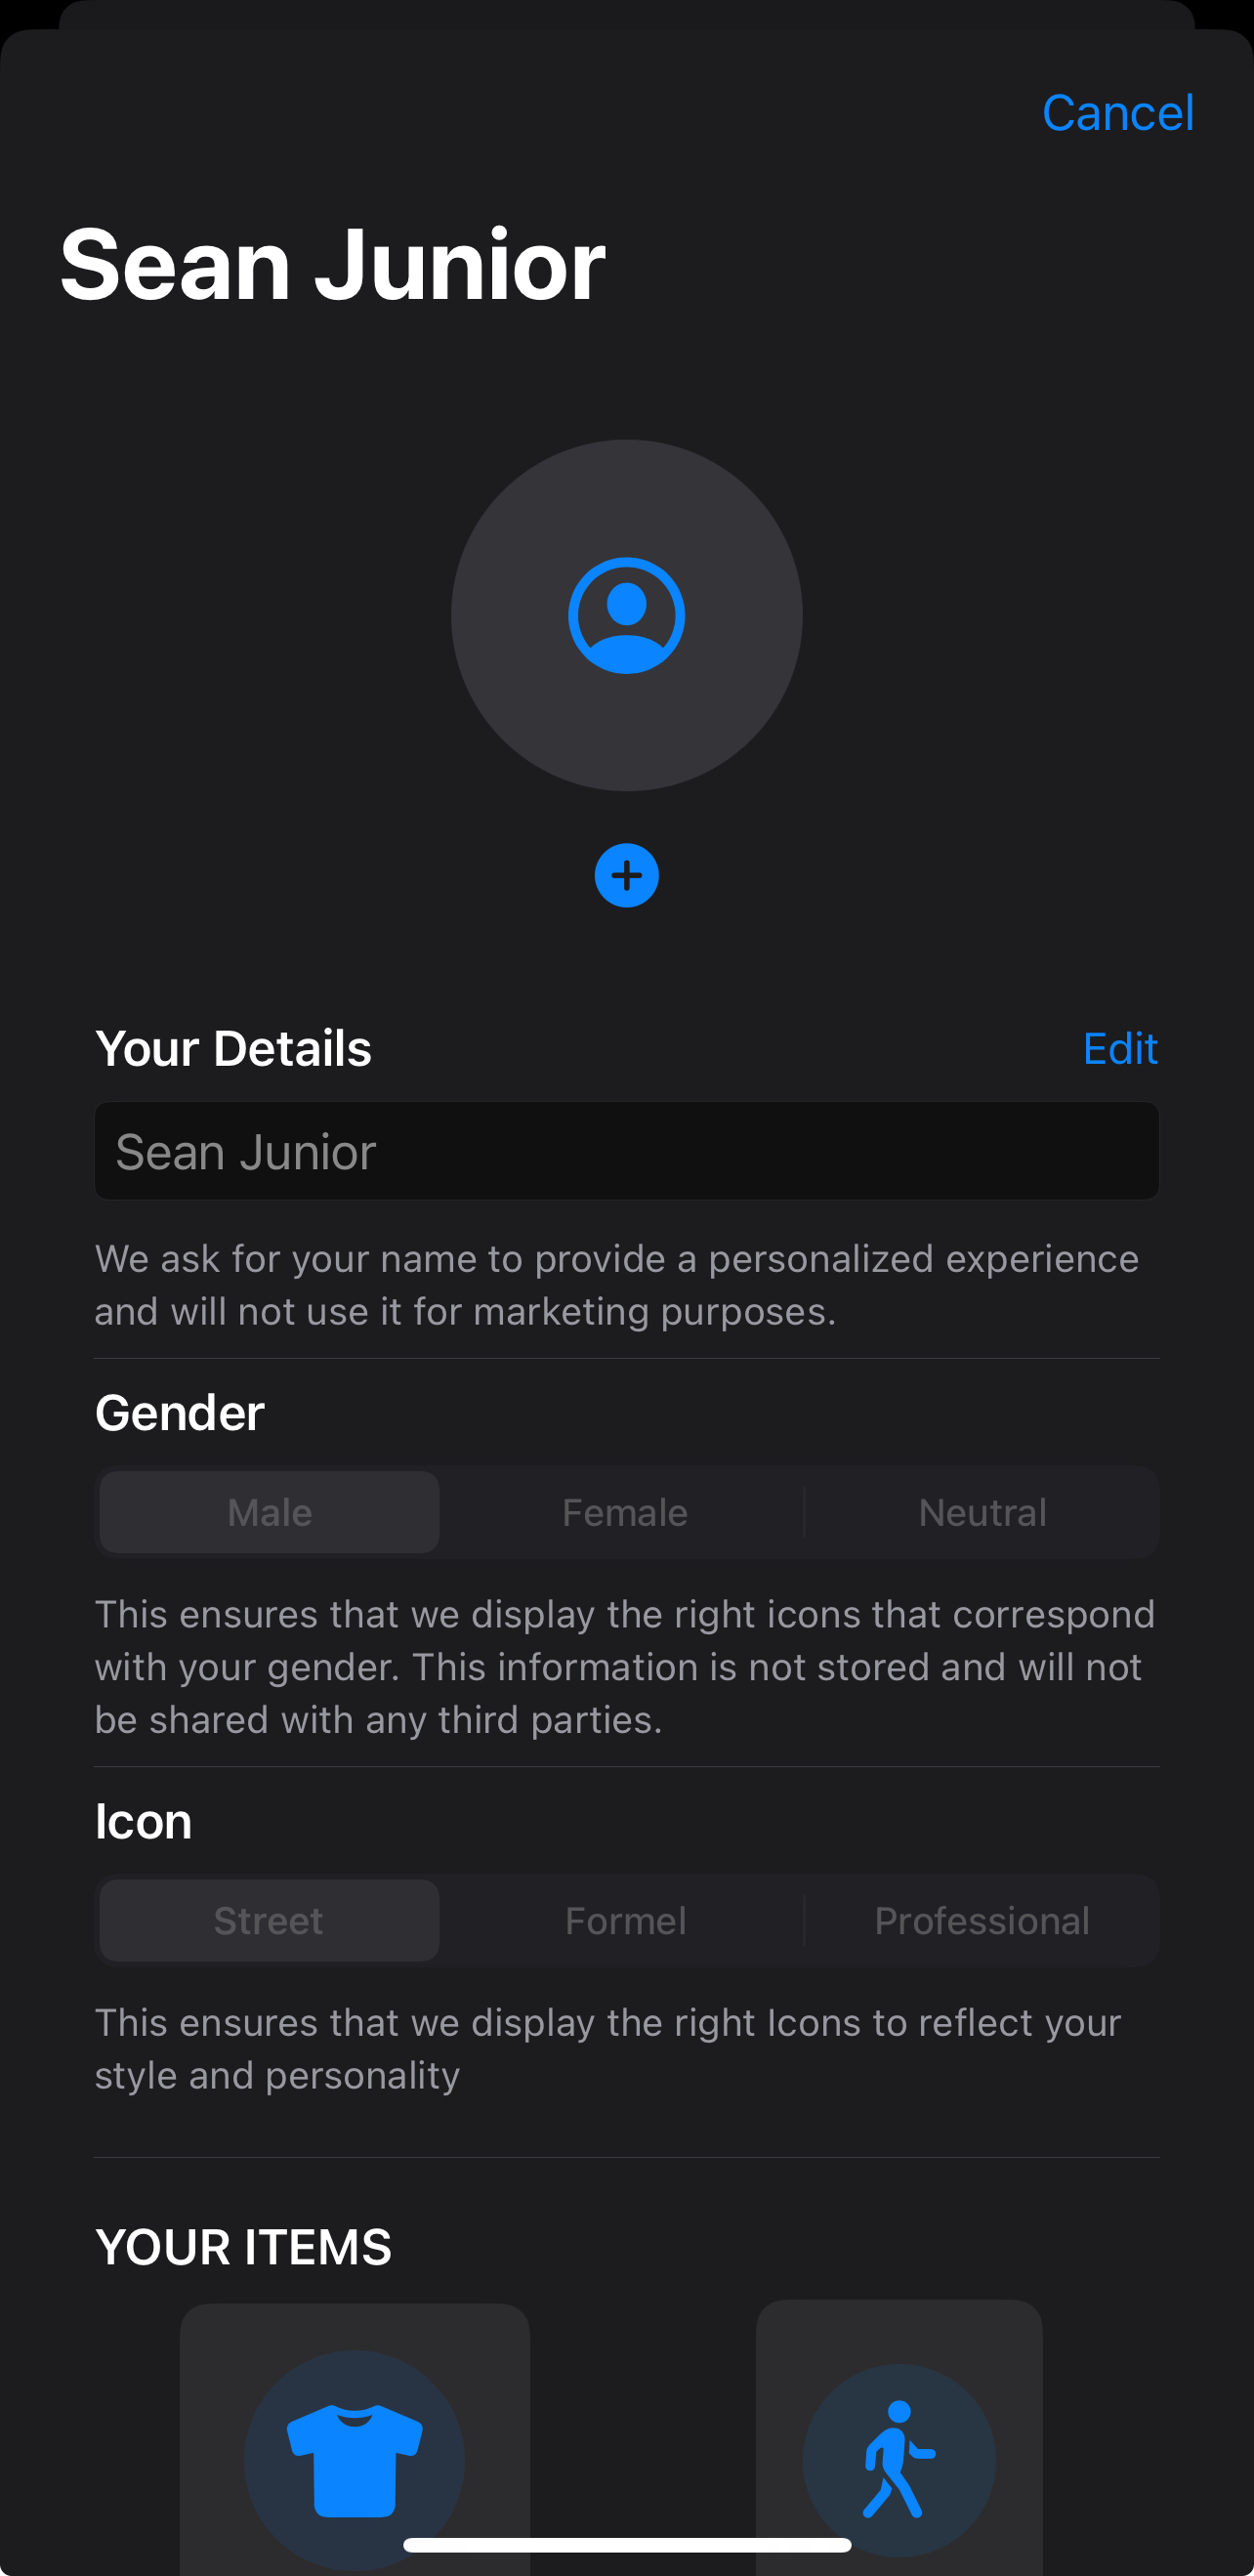 Cancel
Sean Junior
Your Details
Edit
Sean Junior
We ask for your name to provide a personalized experience
and will not use it for marketing purposes.
Gender
Male
Female
Neutral
This ensures that we display the right icons that correspond
with your gender. This information is not stored and will not
be shared with any third parties.
Icon
Street
Formel
Professional
This ensures that we display the right Icons to reflect your
style and personality
YOUR ITEMS